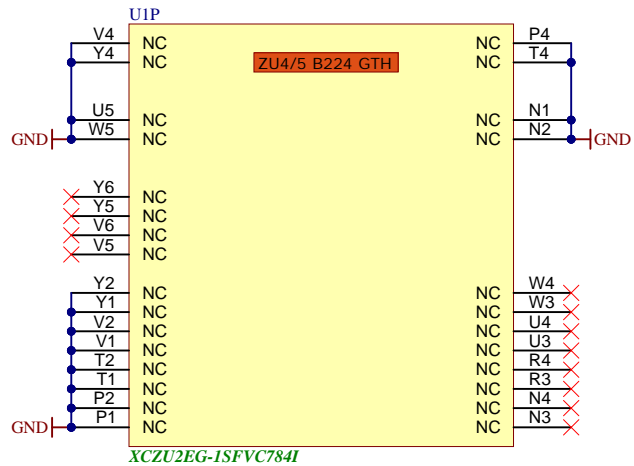 U1P
V4 NC NC P4
Y4 NC ZU4/5 B224 GTH NC T4
U5 NC NC N1
GND W5 NC NC N2 GND
Y6 NC
Y5 NC
V6 NC
V5 NC
Y2 NC NC W4
Y1 NC NC W3
V2 NC NC U4
V1 NC NC U3
T2 NC NC R4
T1 NC NC R3
P2 NC NC N4
GND P1 NC NC N3
XCZU2EG-1SFVC784I